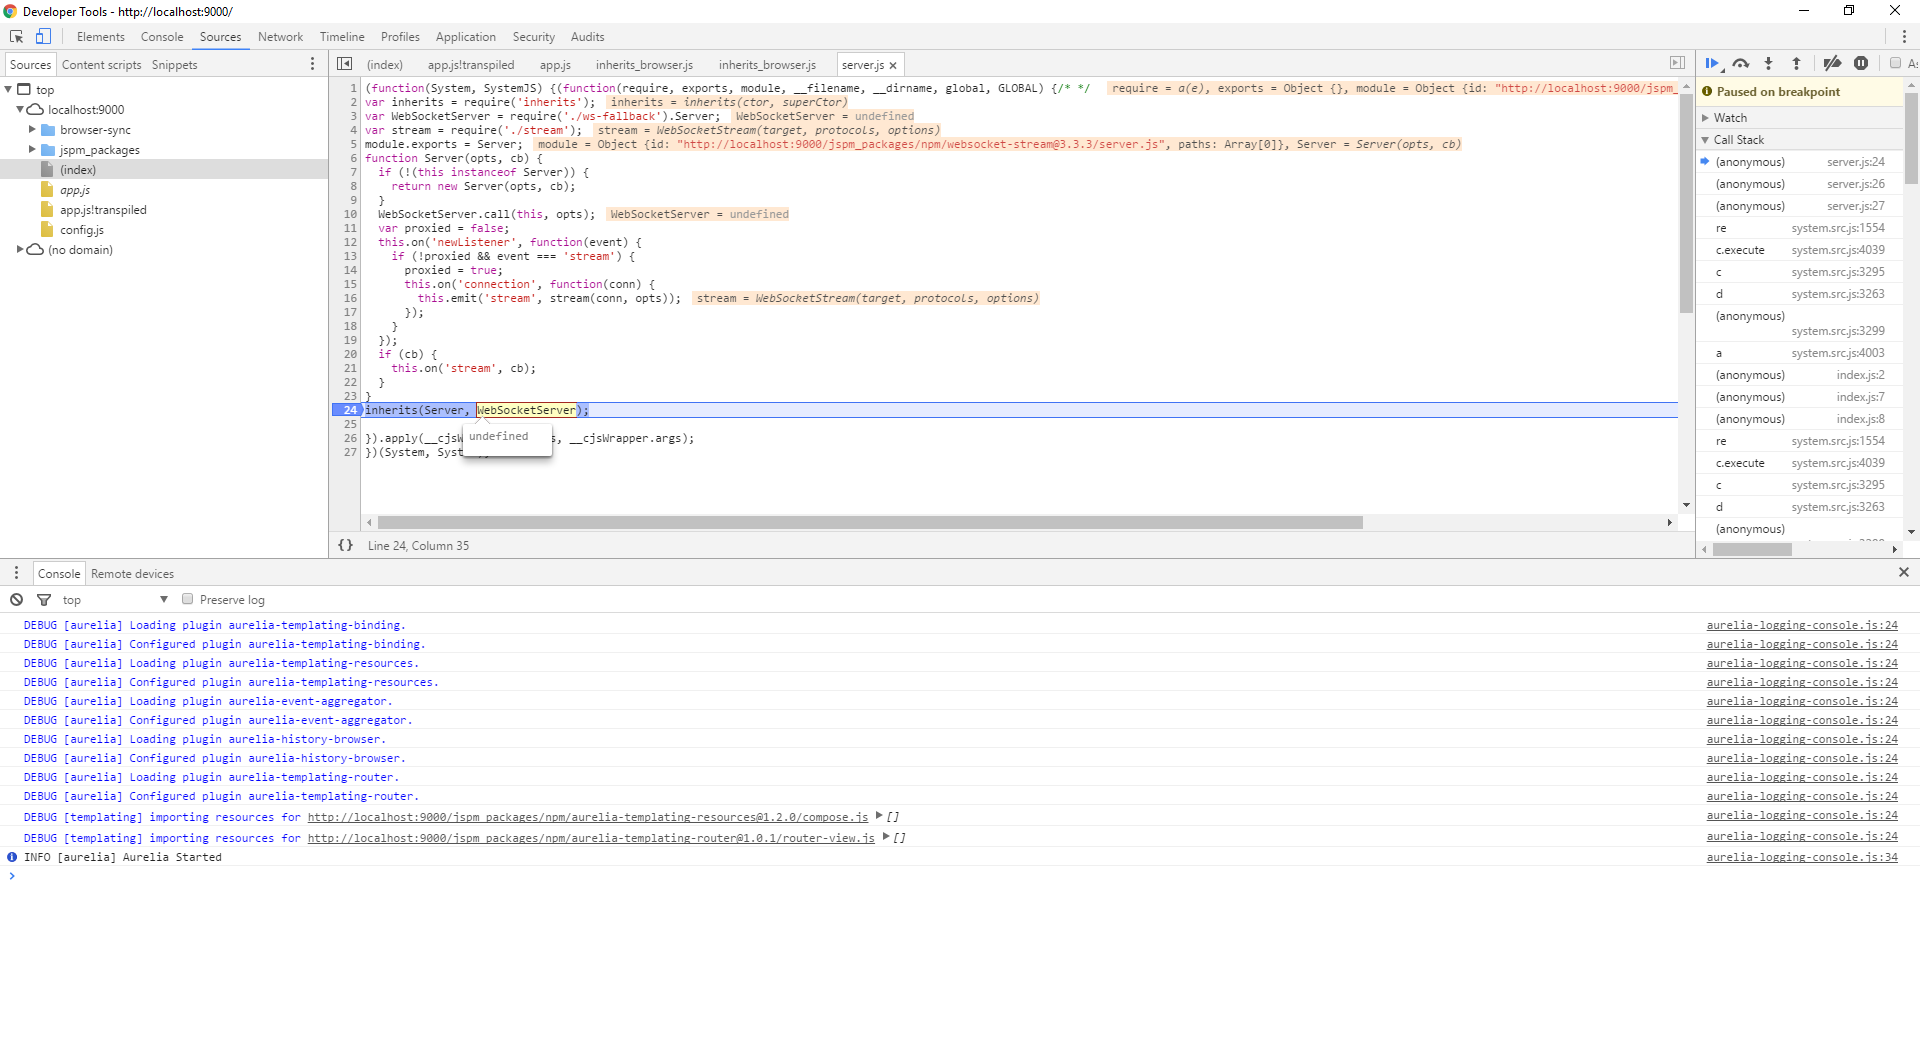 Developer Tools - http://localhost:9000/
Elements Console Sources Network Timeline Profiles Application Security Audits
Sources Content scripts Snippets
(index) app.js!transpiled app.js inherits_browser.js inherits_browser.js server.js
top
localhost:9000
browser-sync
jspm_packages
(index)
app.js
app.js!transpiled
config.js
(no domain)
1 (function(System, SystemJS) {(function(require, exports, module, __filename, __dirname, global, GLOBAL) {/* */ require = a(e), exports = Object {}, module = Object {id: "http://localhost:9000/jspm_
2 var inherits = require('inherits'); inherits = inherits(ctor, superCtor)
3 var WebSocketServer = require('./ws-fallback').Server; WebSocketServer = undefined
4 var stream = require('./stream'); stream = WebSocketStream(target, protocols, options)
5 module.exports = Server; module = Object {id: "http://localhost:9000/jspm_packages/npm/websocket-stream@3.3.3/server.js", paths: Array[0]}, Server = Server(opts, cb)
6 function Server(opts, cb) {
7 if (!(this instanceof Server)) {
8 return new Server(opts, cb);
9 }
10 WebSocketServer.call(this, opts); WebSocketServer = undefined
11 var proxied = false;
12 this.on('newListener', function(event) {
13 if (!proxied && event === 'stream') {
14 proxied = true;
15 this.on('connection', function(conn) {
16 this.emit('stream', stream(conn, opts)); stream = WebSocketStream(target, protocols, options)
17 });
18 }
19 });
20 if (cb) {
21 this.on('stream', cb);
22 }
23 }
24 inherits(Server, WebSocketServer);
25
undefined
26 }).apply(__cjsW s, __cjsWrapper.args);
27 })(System, Syst
{} Line 24, Column 35
Paused on breakpoint
Watch
Call Stack
(anonymous) server.js:24
(anonymous) server.js:26
(anonymous) server.js:27
re system.src.js:1554
c.execute system.src.js:4039
c system.src.js:3295
d system.src.js:3263
(anonymous)
system.src.js:3299
a system.src.js:4003
(anonymous) index.js:2
(anonymous) index.js:7
(anonymous) index.js:8
re system.src.js:1554
c.execute system.src.js:4039
c system.src.js:3295
d system.src.js:3263
(anonymous)
Console Remote devices
top Preserve log
DEBUG [aurelia] Loading plugin aurelia-templating-binding. aurelia-logging-console.js:24
DEBUG [aurelia] Configured plugin aurelia-templating-binding. aurelia-logging-console.js:24
DEBUG [aurelia] Loading plugin aurelia-templating-resources. aurelia-logging-console.js:24
DEBUG [aurelia] Configured plugin aurelia-templating-resources. aurelia-logging-console.js:24
DEBUG [aurelia] Loading plugin aurelia-event-aggregator. aurelia-logging-console.js:24
DEBUG [aurelia] Configured plugin aurelia-event-aggregator. aurelia-logging-console.js:24
DEBUG [aurelia] Loading plugin aurelia-history-browser. aurelia-logging-console.js:24
DEBUG [aurelia] Configured plugin aurelia-history-browser. aurelia-logging-console.js:24
DEBUG [aurelia] Loading plugin aurelia-templating-router. aurelia-logging-console.js:24
DEBUG [aurelia] Configured plugin aurelia-templating-router. aurelia-logging-console.js:24
DEBUG [templating] importing resources for http://localhost:9000/jspm_packages/npm/aurelia-templating-resources@1.2.0/compose.js [] aurelia-logging-console.js:24
DEBUG [templating] importing resources for http://localhost:9000/jspm_packages/npm/aurelia-templating-router@1.0.1/router-view.js [] aurelia-logging-console.js:24
INFO [aurelia] Aurelia Started aurelia-logging-console.js:34